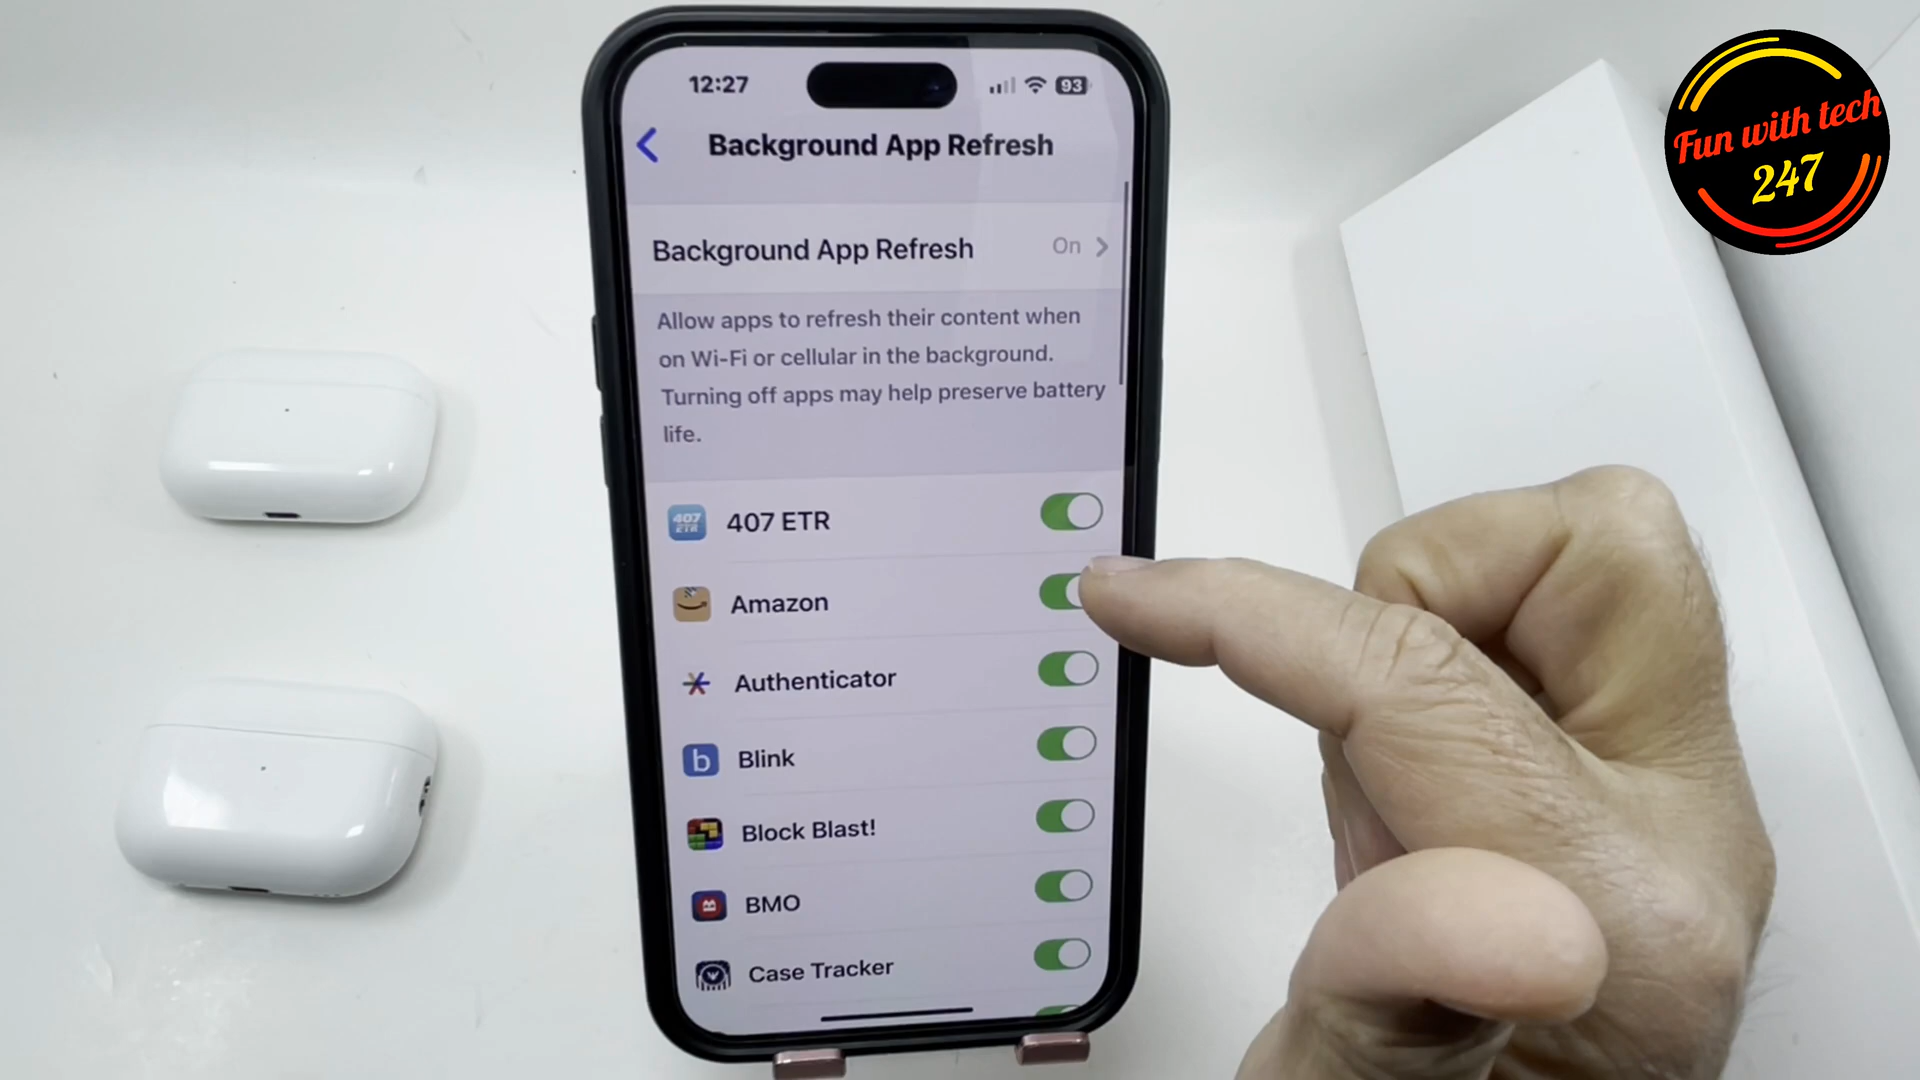 12:27
93
Background App Refresh
Background App Refresh On
Allow apps to refresh their content when
on Wi-Fi or cellular in the background.
Turning off apps may help preserve battery
life.
407 ETR
407 ETR
Amazon
Authenticator
b Blink
Block Blast!
BMO
Case Tracker
Fun with tech
247